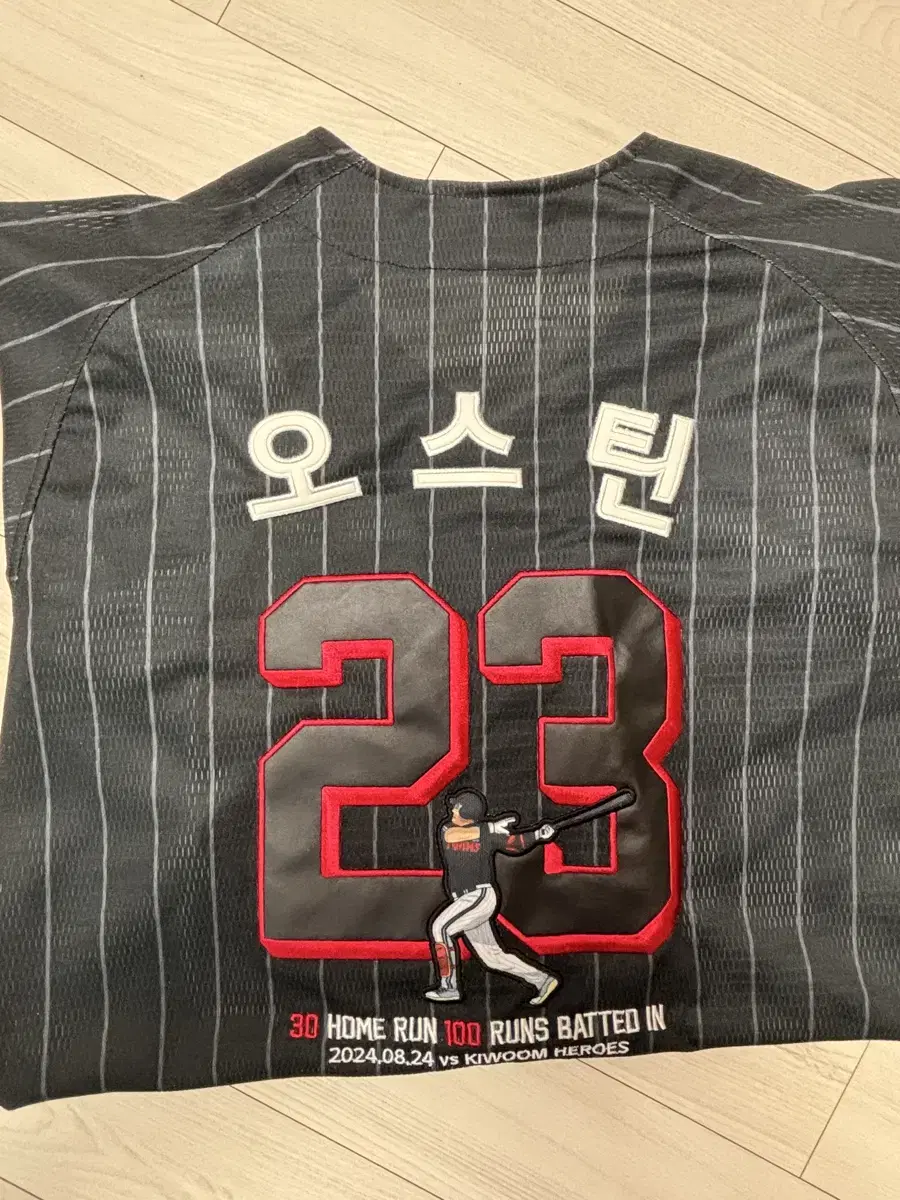 오스틴
23
30 HOME RUN 100 RUNS BATTED IN
2024.08.24 vs KIWOOM HEROES